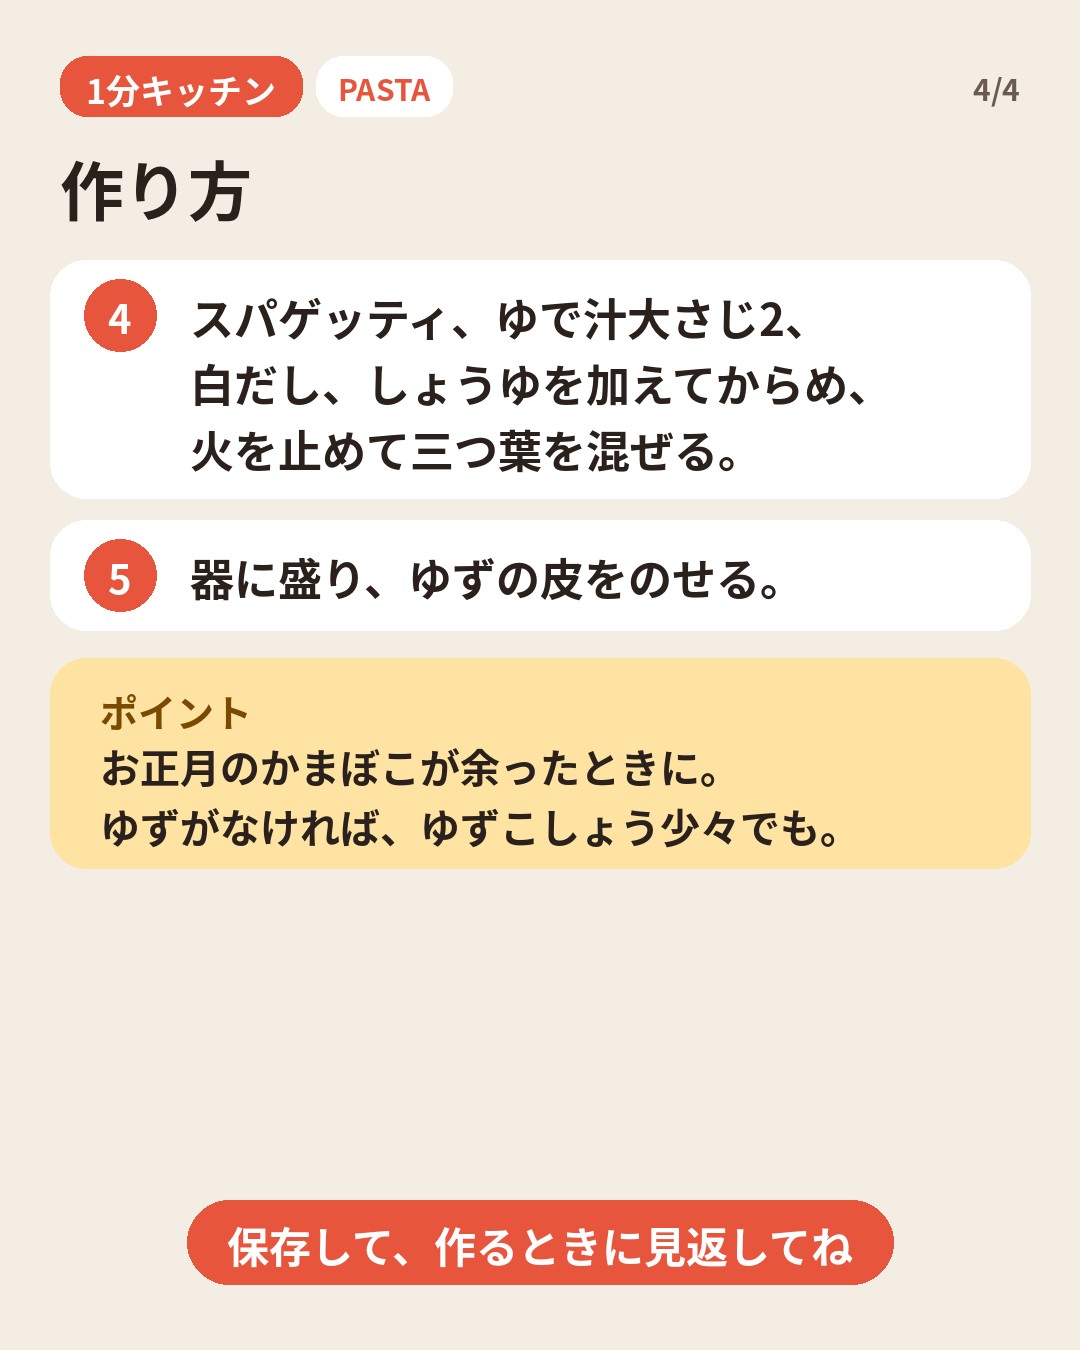 1分キッチン PASTA 4/4
作り方
4 スパゲッティ、ゆで汁大さじ2、
白だし、しょうゆを加えてからめ、
火を止めて三つ葉を混ぜる。
5 器に盛り、ゆずの皮をのせる。
ポイント
お正月のかまぼこが余ったときに。
ゆずがなければ、ゆずこしょう少々でも。
保存して、作るときに見返してね